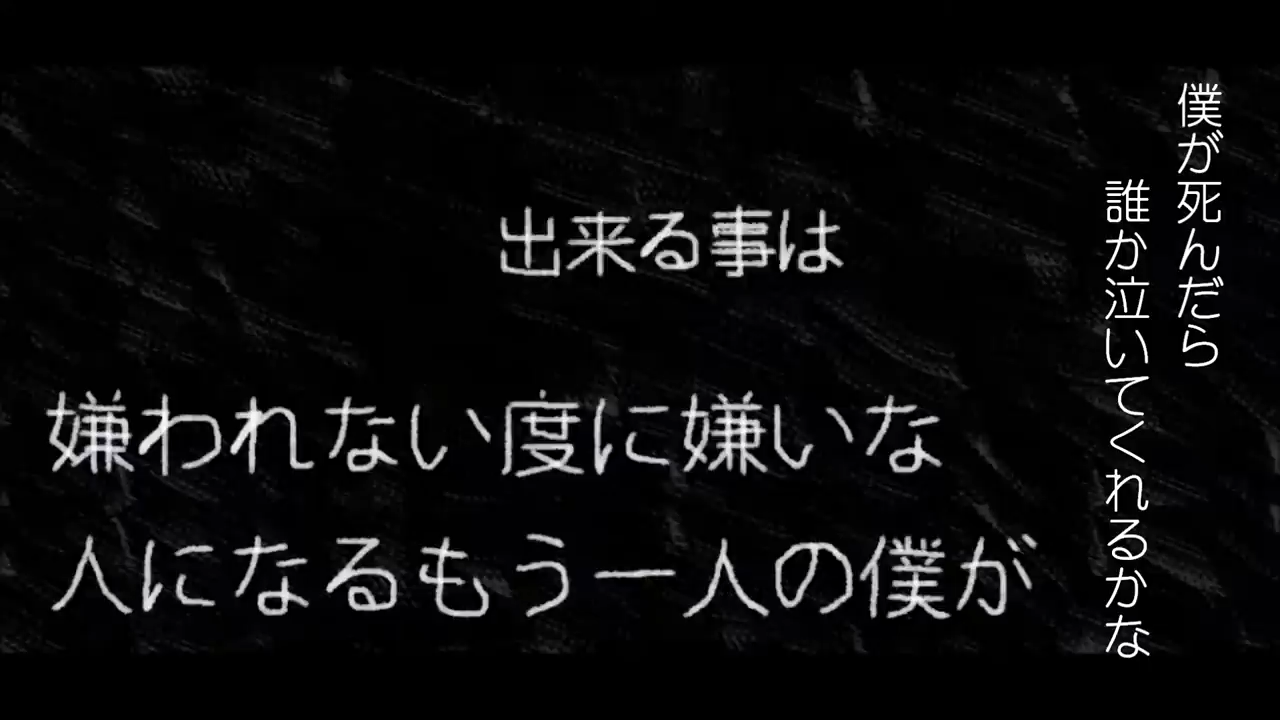 僕が死んだら
誰か泣いてくれるかな
出来る事は
嫌われない度に嫌いな
人になるもう一人の僕が